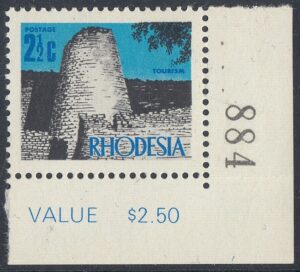 POSTAGE
2½C
TOURISM
RHODESIA
884
VALUE $2.50